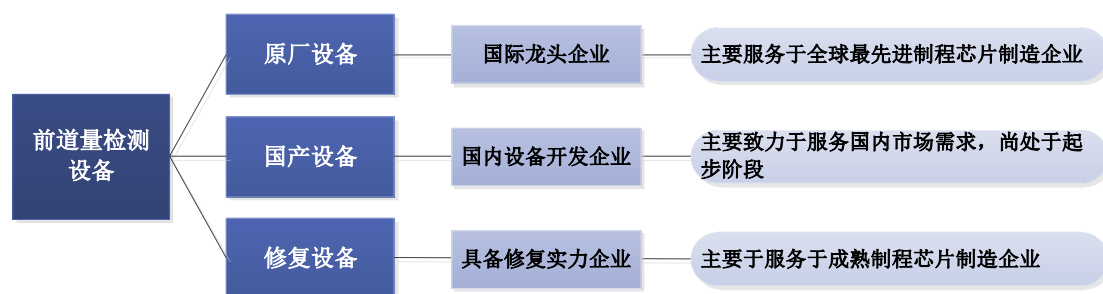 原厂设备
国际龙头企业
主要服务于全球最先进制程芯片制造企业
前道量检测
设备
国产设备
国内设备开发企业
主要致力于服务国内市场需求，尚处于起
步阶段
修复设备
具备修复实力企业
主要于服务于成熟制程芯片制造企业